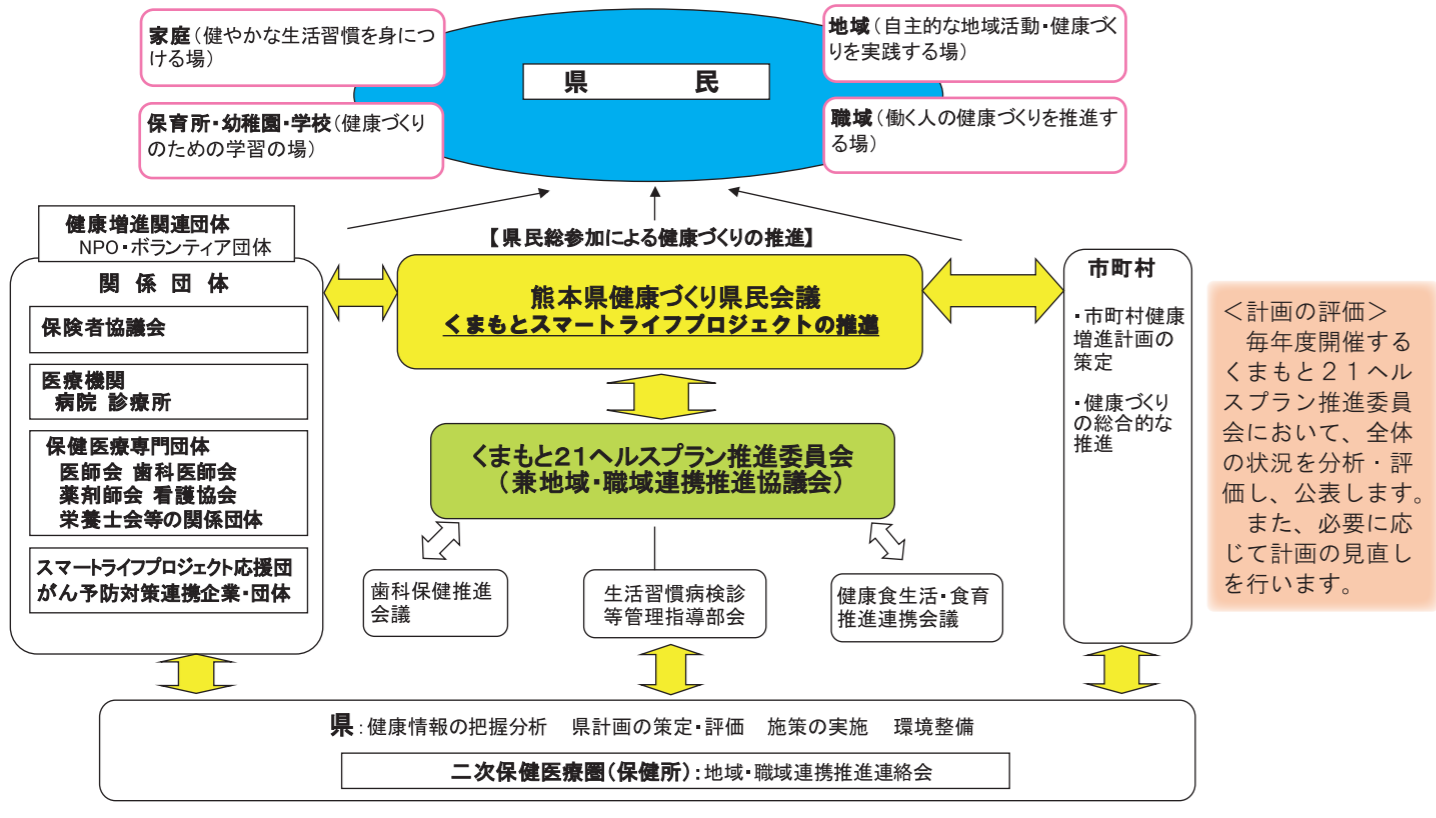 家庭(健やかな生活習慣を身につ
ける場)
地域(自主的な地域活動・健康づく
りを実践する場)
県　　　民
保育所・幼稚園・学校(健康づくり
のための学習の場)
職域(働く人の健康づくりを推進す
る場)
健康増進関連団体
NPO・ボランティア団体
【県民総参加による健康づくりの推進】
関 係 団 体
保険者協議会
医療機関
病院 診療所
保健医療専門団体
医師会 歯科医師会
薬剤師会 看護協会
栄養士会等の関係団体
スマートライフプロジェクト応援団
がん予防対策連携企業・団体
熊本県健康づくり県民会議
くまもとスマートライフプロジェクトの推進
くまもと21ヘルスプラン推進委員会
(兼地域・職域連携推進協議会)
歯科保健推進
会議
生活習慣病検診
等管理指導部会
健康食生活・食育
推進連携会議
市町村
・市町村健康
増進計画の
策定
・健康づくり
の総合的な
推進
＜計画の評価＞
毎年度開催する
くまもと２１ヘル
スプラン推進委員
会において、全体
の状況を分析・評
価し、公表します。
また、必要に応
じて計画の見直し
を行います。
県:健康情報の把握分析　県計画の策定・評価　施策の実施　環境整備
二次保健医療圏(保健所):地域・職域連携推進連絡会